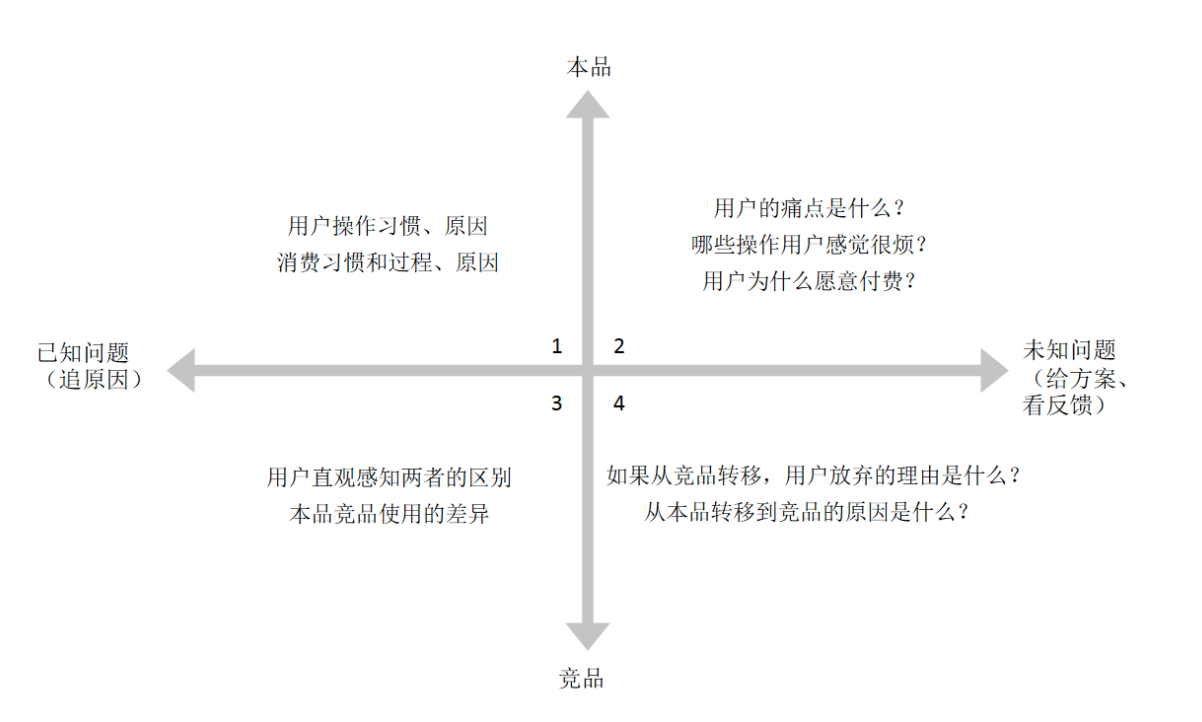 本品
用户操作习惯、原因
消费习惯和过程、原因
用户的痛点是什么?
哪些操作用户感觉很烦?
用户为什么愿意付费?
已知问题
（追原因）
1
2
未知问题
（给方案、
看反馈）
3
4
用户直观感知两者的区别
本品竞品使用的差异
如果从竞品转移，用户放弃的理由是什么?
从本品转移到竞品的原因是什么?
竞品